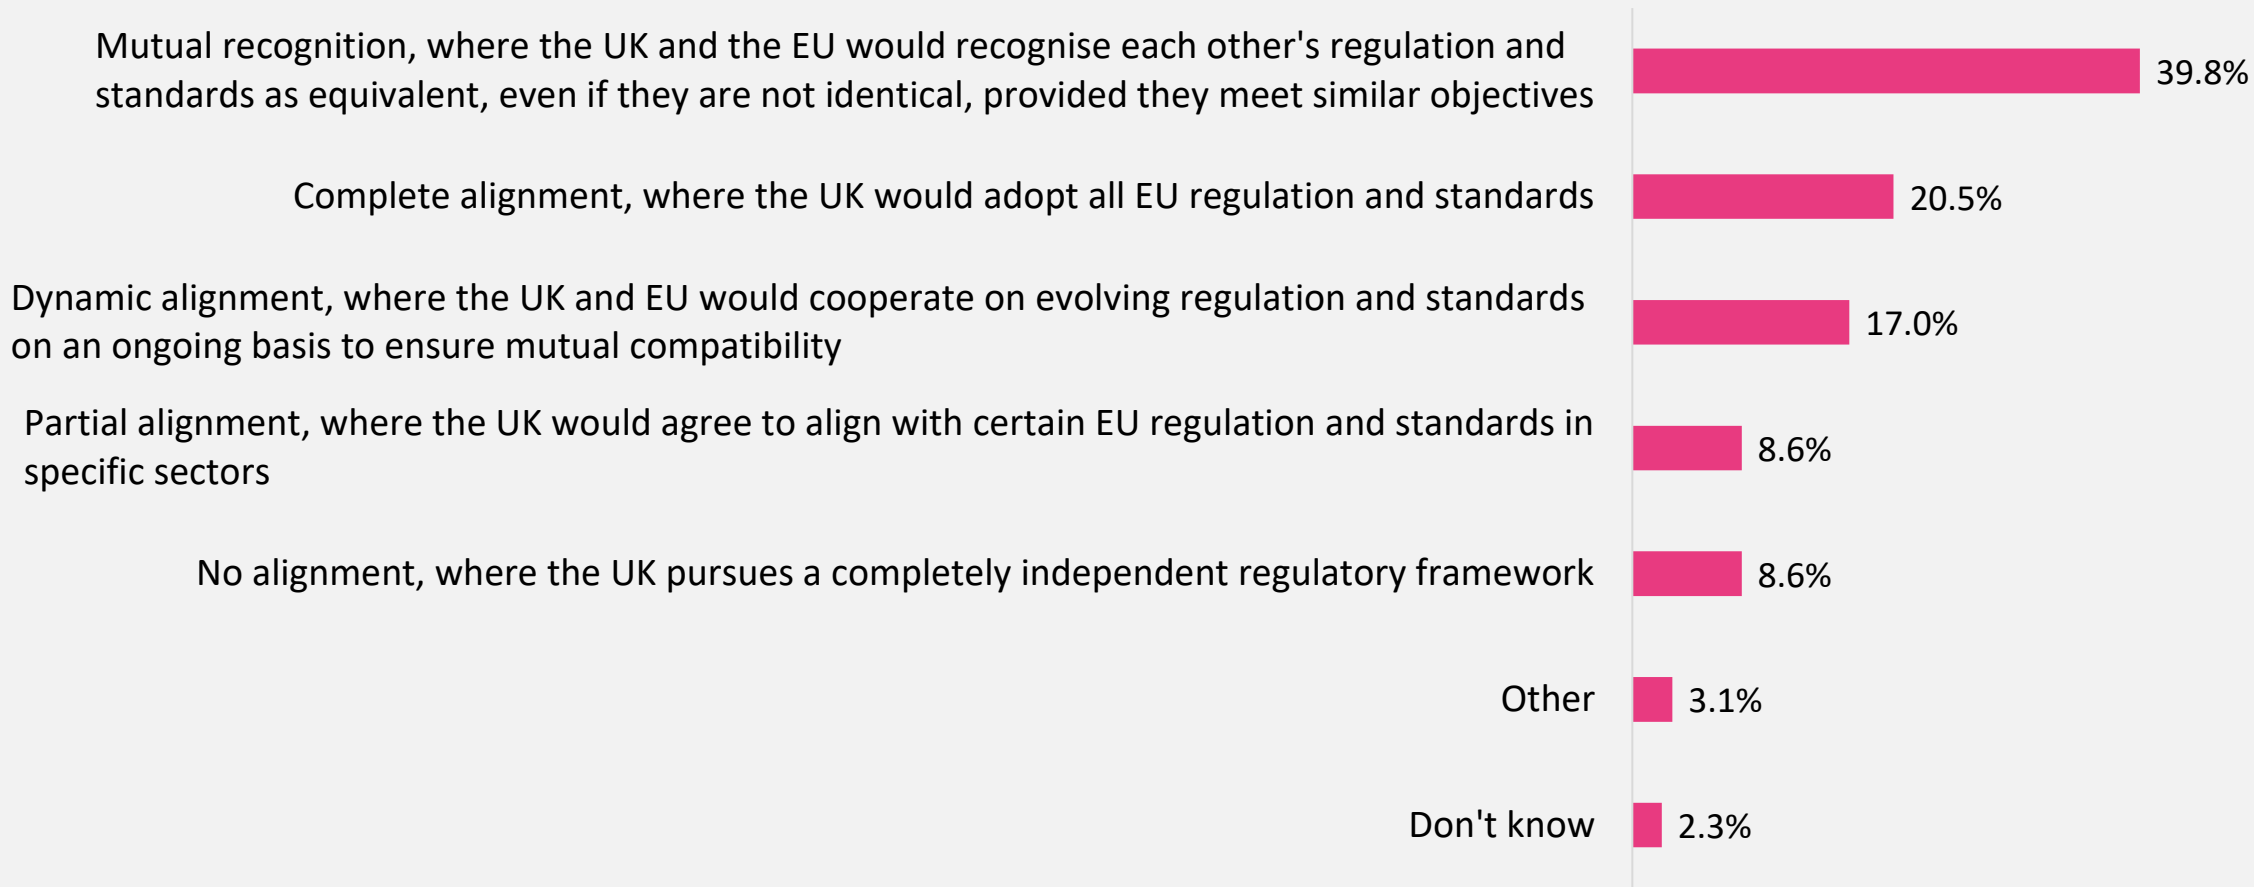 Mutual recognition, where the UK and the EU would recognise each other's regulation and
standards as equivalent, even if they are not identical, provided they meet similar objectives
39.8%
Complete alignment, where the UK would adopt all EU regulation and standards
20.5%
Dynamic alignment, where the UK and EU would cooperate on evolving regulation and standards
on an ongoing basis to ensure mutual compatibility
17.0%
Partial alignment, where the UK would agree to align with certain EU regulation and standards in
specific sectors
8.6%
No alignment, where the UK pursues a completely independent regulatory framework
8.6%
Other
3.1%
Don't know
2.3%